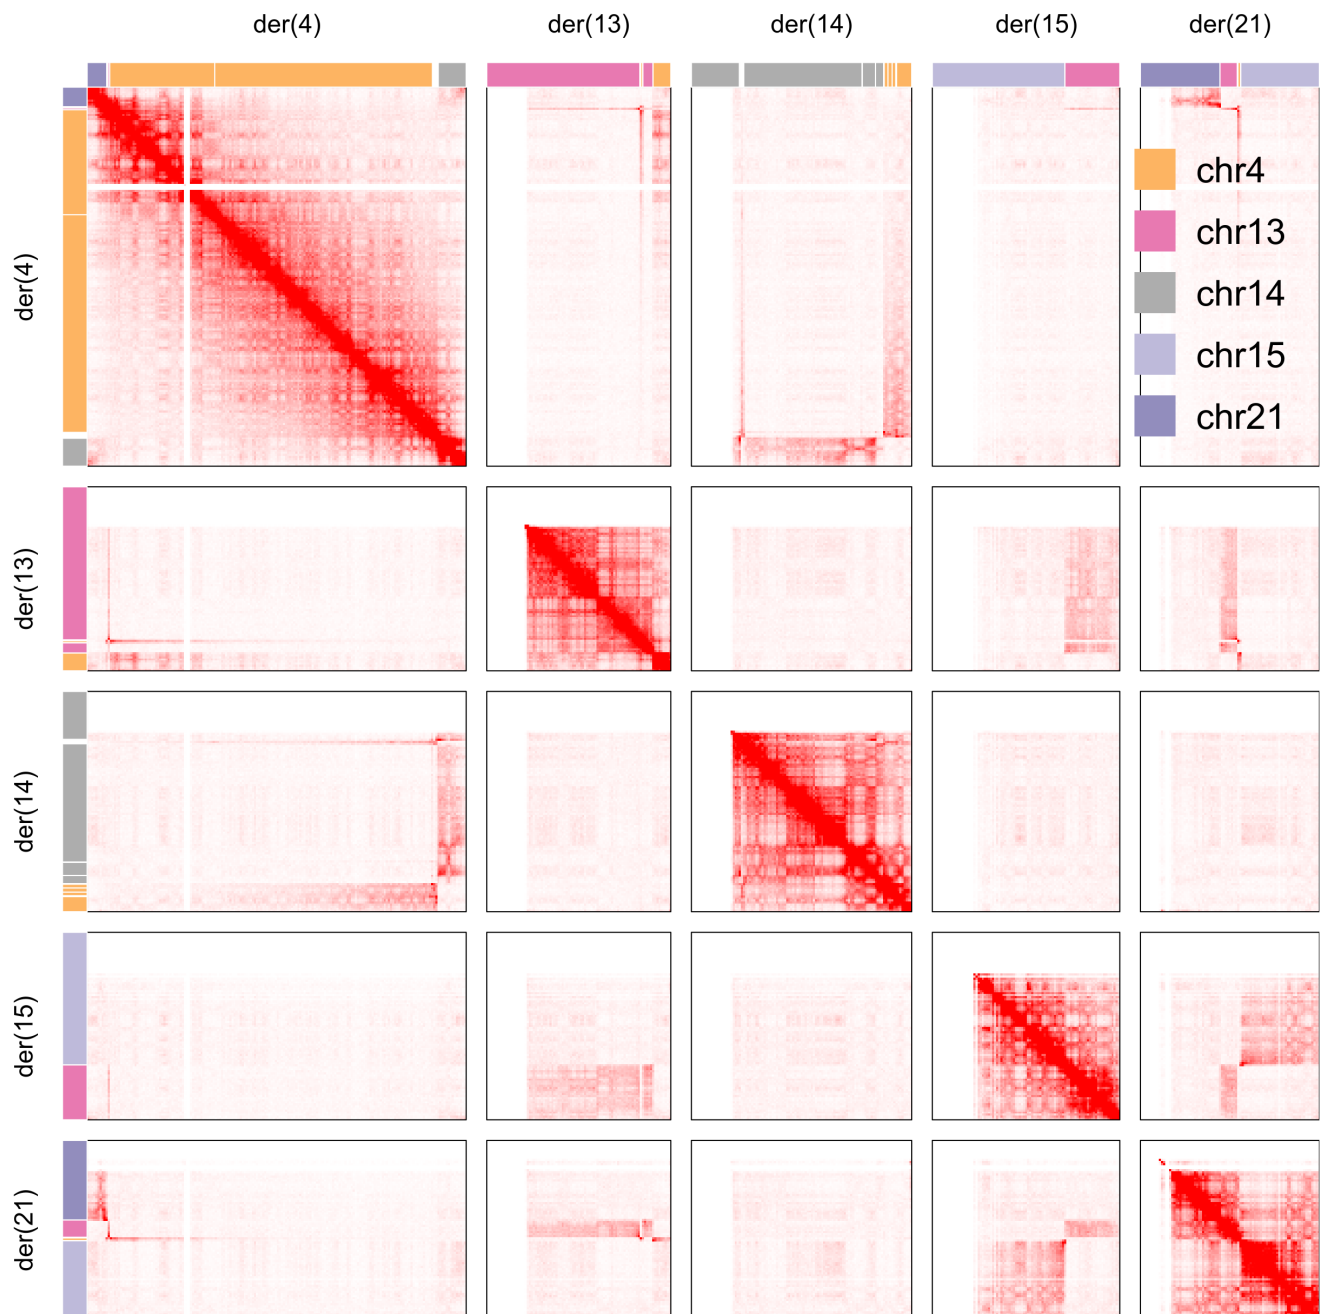 der(4)
der(13)
der(14)
der(15)
der(21)
der(4)
chr4
chr13
chr14
chr15
chr21
der(13)
der(14)
der(15)
der(21)